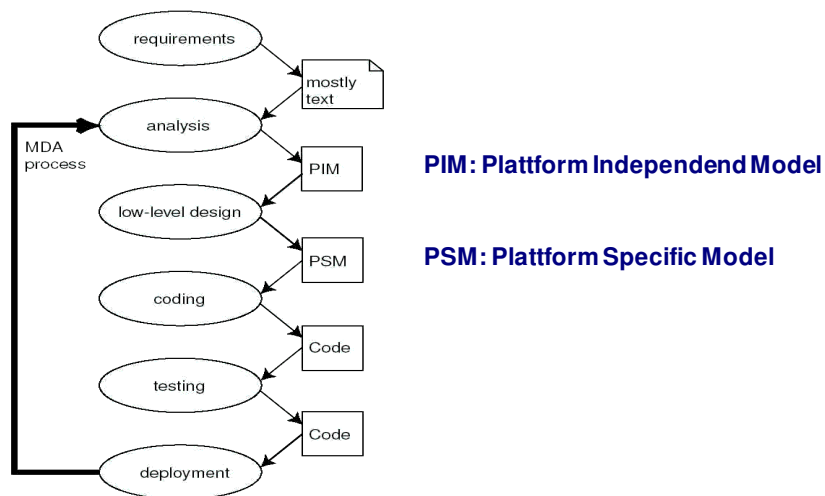 requirements
mostly
text
analysis
MDA
process
PIM
PIM: Plattform Independend Model
low-level design
PSM
PSM: Plattform Specific Model
coding
Code
testing
Code
deployment